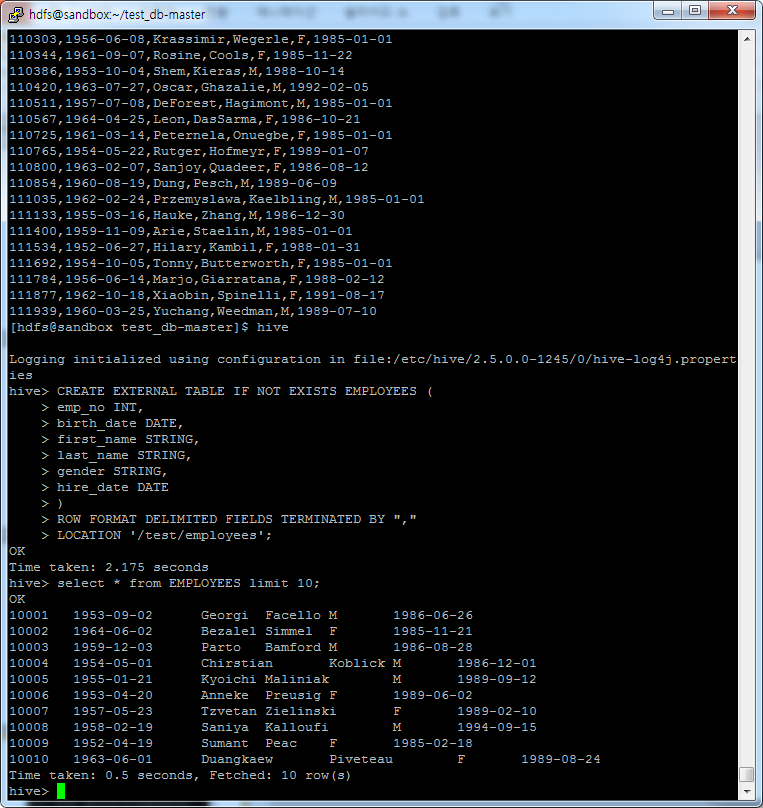 hdfs@sandbox:~/test_db-master
110303,1956-06-08,Krassimir,Wegerle,F,1985-01-01
110344,1961-09-07,Rosine,Cools,F,1985-11-22
110386,1953-10-04,Shem,Kieras,M,1988-10-14
110420,1963-07-27,Oscar,Ghazalie,M,1992-02-05
110511,1957-07-08,DeForest,Hagimont,M,1985-01-01
110567,1964-04-25,Leon,DasSarma,F,1986-10-21
110725,1961-03-14,Peternela,Onuegbe,F,1985-01-01
110765,1954-05-22,Rutger,Hofmeyr,F,1989-01-07
110800,1963-02-07,Sanjoy,Quadeer,F,1986-08-12
110854,1960-08-19,Dung,Pesch,M,1989-06-09
111035,1962-02-24,Przemyslawa,Kaelbling,M,1985-01-01
111133,1955-03-16,Hauke,Zhang,M,1986-12-30
111400,1959-11-09,Arie,Staelin,M,1985-01-01
111534,1952-06-27,Hilary,Kambil,F,1988-01-31
111692,1954-10-05,Tonny,Butterworth,F,1985-01-01
111784,1956-06-14,Marjo,Giarratana,F,1988-02-12
111877,1962-10-18,Xiaobin,Spinelli,F,1991-08-17
111939,1960-03-25,Yuchang,Weedman,M,1989-07-10
[hdfs@sandbox test_db-master]$ hive
Logging initialized using configuration in file:/etc/hive/2.5.0.0-1245/0/hive-log4j.propert
ies
hive> CREATE EXTERNAL TABLE IF NOT EXISTS EMPLOYEES (
    > emp_no INT,
    > birth_date DATE,
    > first_name STRING,
    > last_name STRING,
    > gender STRING,
    > hire_date DATE
    > )
    > ROW FORMAT DELIMITED FIELDS TERMINATED BY ","
    > LOCATION '/test/employees';
OK
Time taken: 2.175 seconds
hive> select * from EMPLOYEES limit 10;
OK
10001	1953-09-02	Georgi	Facello	M	1986-06-26
10002	1964-06-02	Bezalel	Simmel	F	1985-11-21
10003	1959-12-03	Parto	Bamford	M	1986-08-28
10004	1954-05-01	Chirstian	Koblick	M	1986-12-01
10005	1955-01-21	Kyoichi	Maliniak	M	1989-09-12
10006	1953-04-20	Anneke	Preusig	F	1989-06-02
10007	1957-05-23	Tzvetan	Zielinski	F	1989-02-10
10008	1958-02-19	Saniya	Kalloufi	M	1994-09-15
10009	1952-04-19	Sumant	Peac	F	1985-02-18
10010	1963-06-01	Duangkaew	Piveteau	F	1989-08-24
Time taken: 0.5 seconds, Fetched: 10 row(s)
hive>